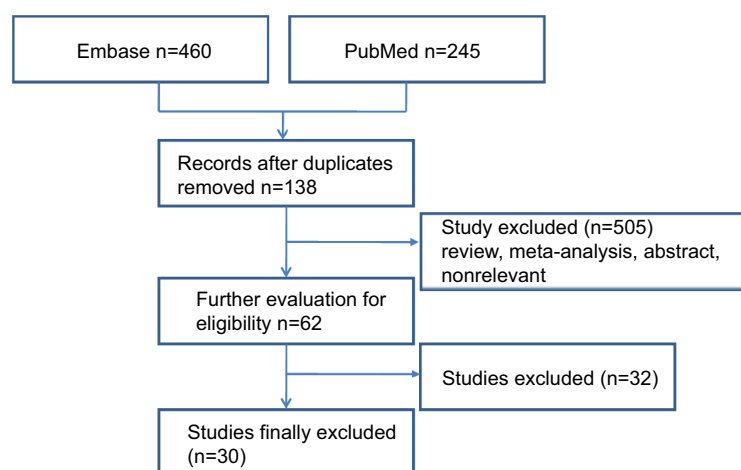 Embase n=460
PubMed n=245
Records after duplicates
removed n=138
Study excluded (n=505)
review, meta-analysis, abstract,
nonrelevant
Further evaluation for
eligibility n=62
Studies excluded (n=32)
Studies finally excluded
(n=30)